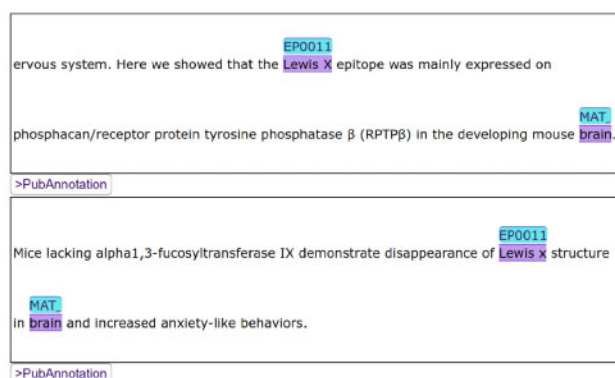 EP0011
ervous system. Here we showed that the Lewis X epitope was mainly expressed on
MAT_
phosphacan/receptor protein tyrosine phosphatase β (RPTPβ) in the developing mouse brain.
>PubAnnotation
EP0011
Mice lacking alpha1,3-fucosyltransferase IX demonstrate disappearance of Lewis x structure
MAT_
in brain and increased anxiety-like behaviors.
>PubAnnotation